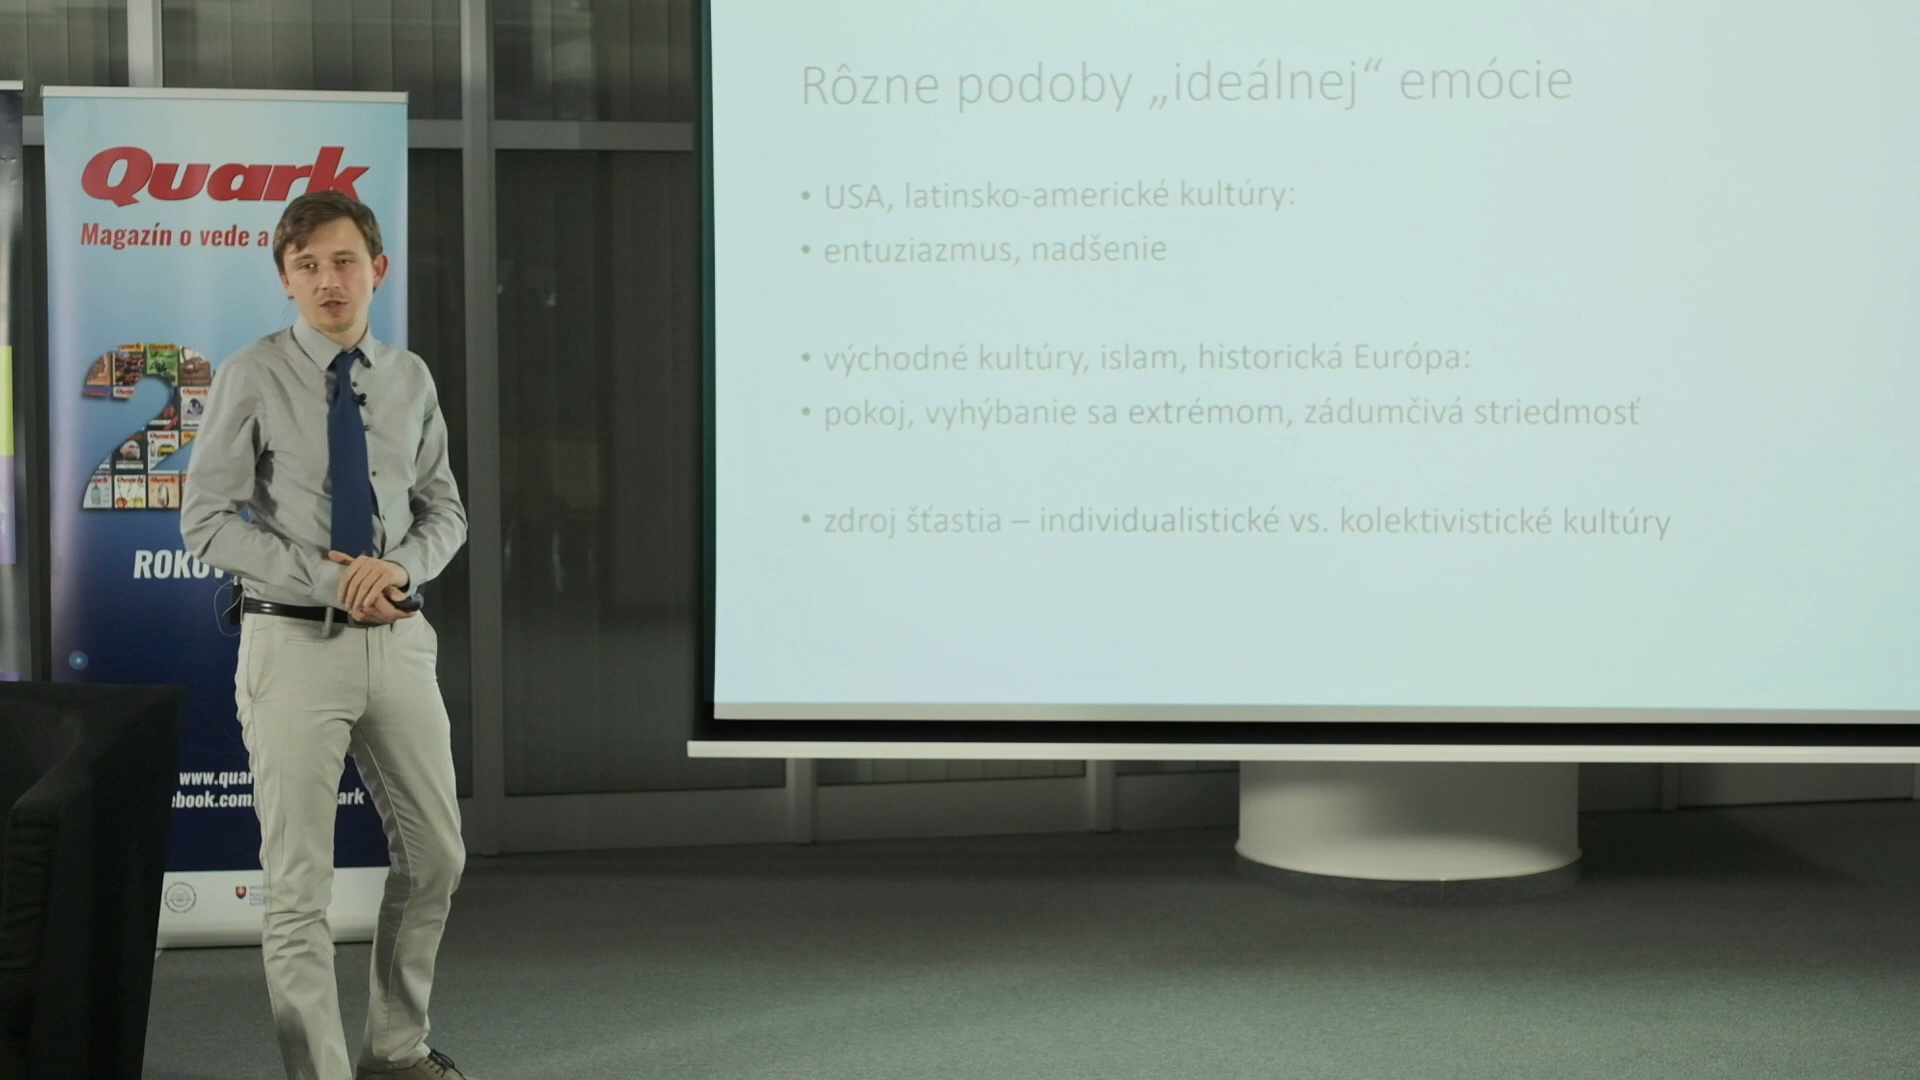 Quark
Magazín o vede a
ROKOV
www.quar
ebook.com
ark
Rôzne podoby „ideálnej“ emócie
• USA, latinsko-americké kultúry:
• entuziazmus, nadšenie
• východné kultúry, islam, historická Európa:
• pokoj, vyhýbanie sa extrémom, zádumčivá striedmosť
• zdroj šťastia – individualistické vs. kolektivistické kultúry